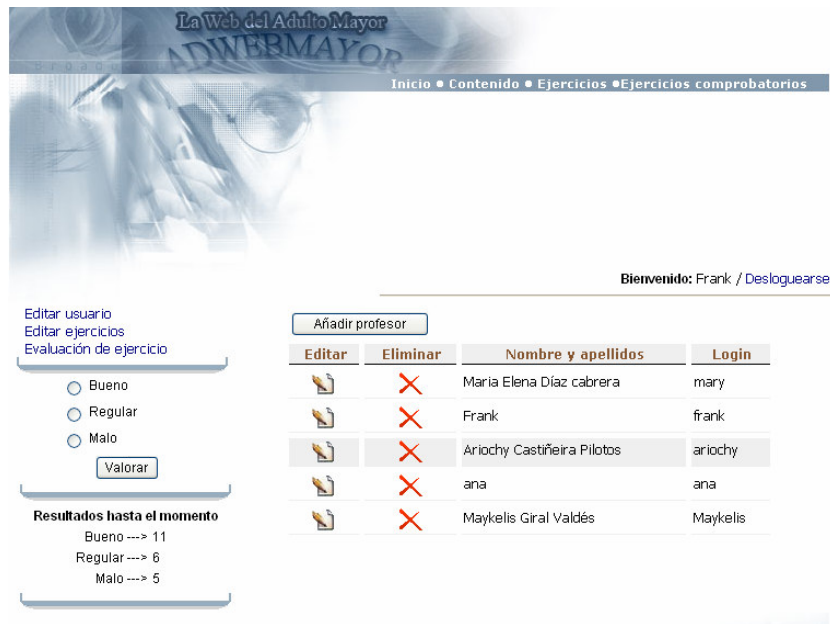 La Web del Adulto Mayor
ADWEBMAYOR
Inicio • Contenido • Ejercicios •Ejercicios comprobatorios
Bienvenido: Frank / Desloguearse
Editar usuario
Editar ejercicios
Evaluación de ejercicio
Bueno
Regular
Malo
Valorar
Resultados hasta el momento
Bueno ---> 11
Regular ---> 6
Malo ---> 5
Añadir profesor
Editar Eliminar Nombre y apellidos Login
Maria Elena Díaz cabrera mary
Frank frank
Ariochy Castiñeira Pilotos ariochy
ana ana
Maykelis Giral Valdés Maykelis